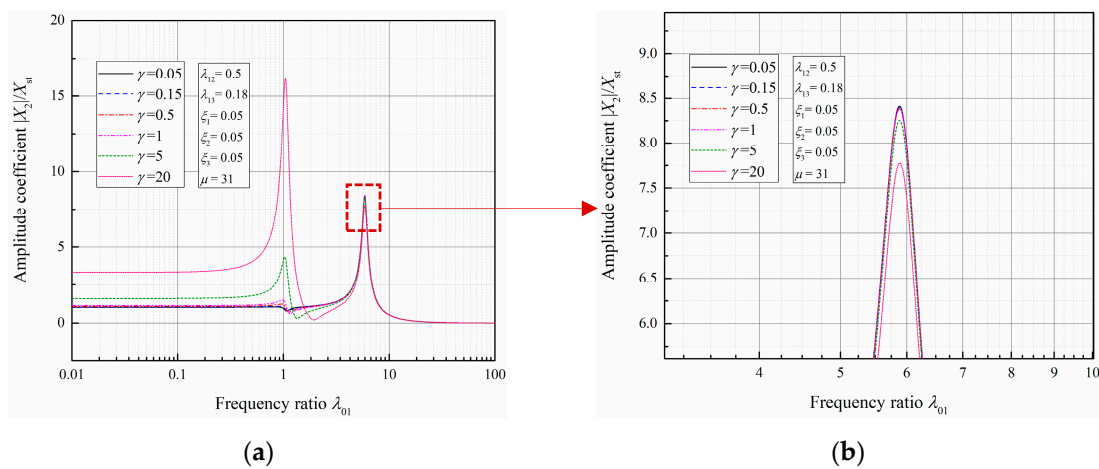 20
15
10
5
0
Amplitude coefficient |X₂|/Xst
γ=0.05
γ=0.15
γ=0.5
γ=1
γ=5
γ=20
λ₁₂= 0.5
λ₁₃= 0.18
ξ₁= 0.05
ξ₂= 0.05
ξ₃= 0.05
μ = 31
0.01 0.1 1 10 100
Frequency ratio λ₀₁
(a)
9.0
8.5
8.0
7.5
7.0
6.5
6.0
Amplitude coefficient |X₂|/Xst
γ=0.05
γ=0.15
γ=0.5
γ=1
γ=5
γ=20
λ₁₂= 0.5
λ₁₃= 0.18
ξ₁= 0.05
ξ₂= 0.05
ξ₃= 0.05
μ = 31
4 5 6 7 8 9 10
Frequency ratio λ₀₁
(b)